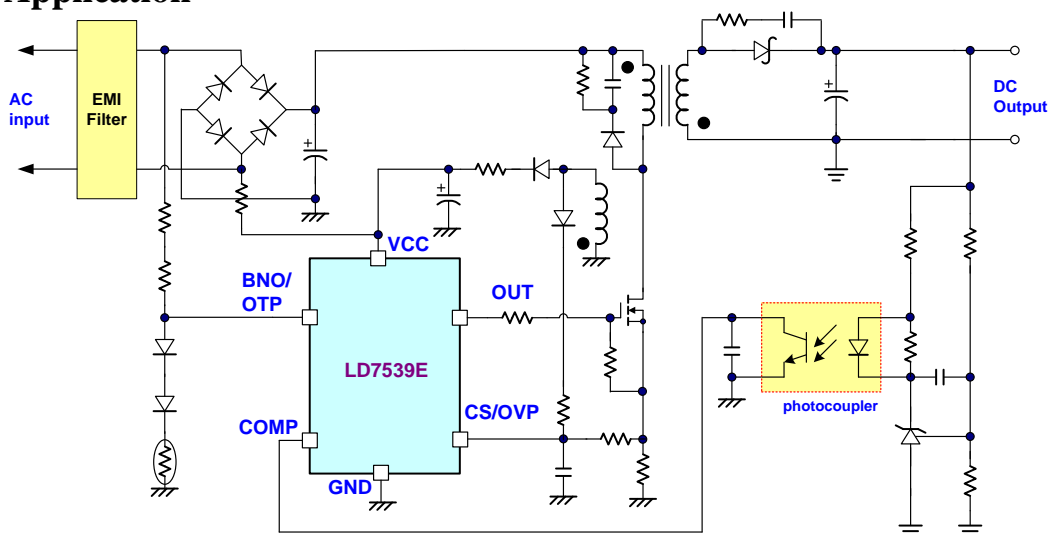 Application
AC
input
EMI
Filter
DC
Output
+
+
+
VCC
BNO/
OTP
OUT
LD7539E
COMP
CS/OVP
GND
photocoupler